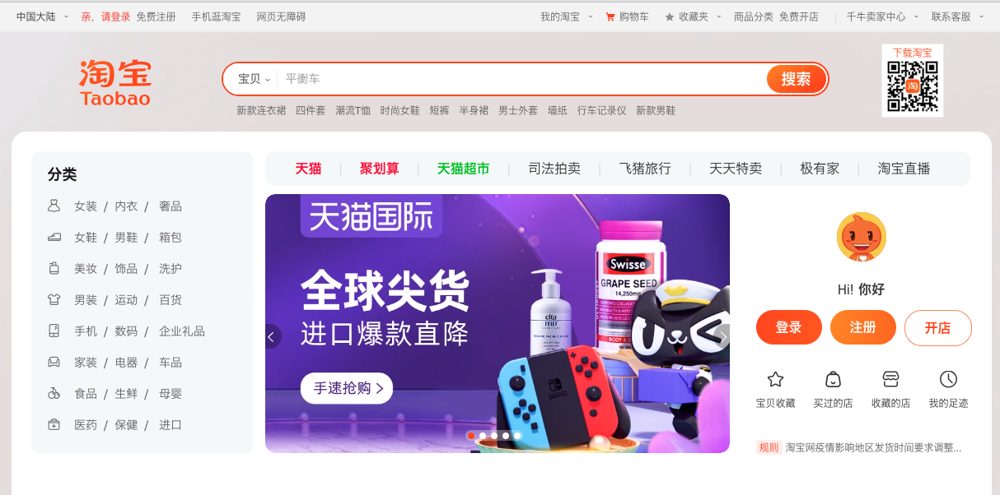 中国大陆 亲，请登录 免费注册 手机逛淘宝 网页无障碍 我的淘宝 购物车 收藏夹 商品分类 免费开店 千牛卖家中心 联系客服
淘宝
Taobao
宝贝 平衡车 搜索
新款连衣裙 四件套 潮流T恤 时尚女鞋 短裤 半身裙 男士外套 墙纸 行车记录仪 新款男鞋
下载淘宝
淘
分类
女装 / 内衣 / 奢品
女鞋 / 男鞋 / 箱包
美妆 / 饰品 / 洗护
男装 / 运动 / 百货
手机 / 数码 / 企业礼品
家装 / 电器 / 车品
食品 / 生鲜 / 母婴
医药 / 保健 / 进口
天猫 聚划算 天猫超市 司法拍卖 飞猪旅行 天天特卖 极有家 淘宝直播
天猫国际
全球尖货
进口爆款直降
手速抢购
Swisse
GRAPE SEED
14,250mg
elta
MD
Hi! 你好
登录 注册 开店
宝贝收藏 买过的店 收藏的店 我的足迹
规则 淘宝网疫情影响地区发货时间要求调整...